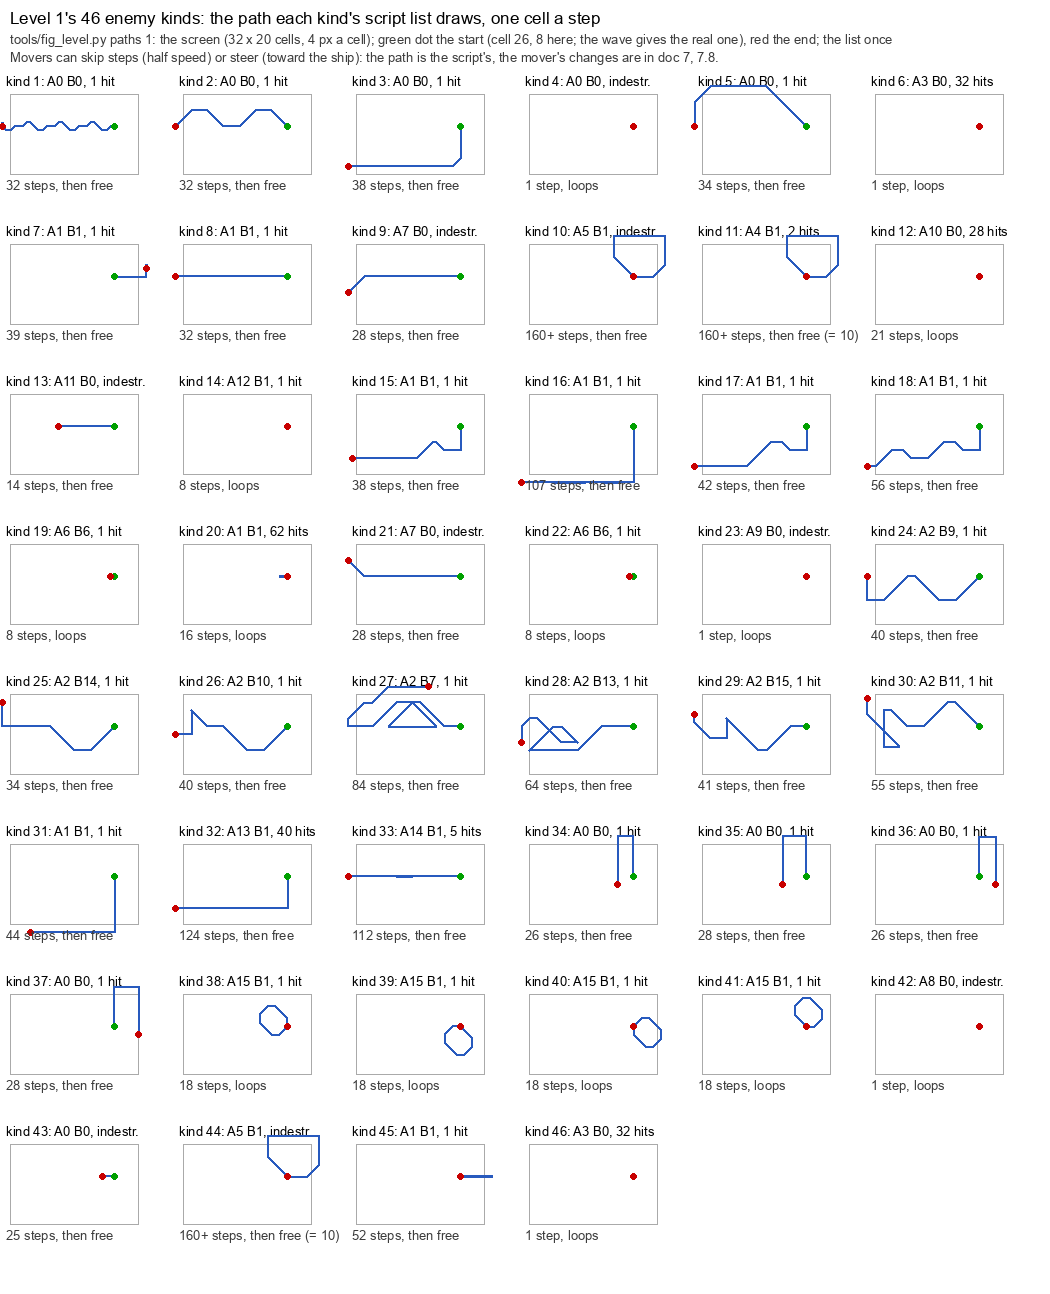 Level 1's 46 enemy kinds: the path each kind's script list draws, one cell a step
tools/fig_level.py paths 1: the screen (32 x 20 cells, 4 px a cell); green dot the start (cell 26, 8 here; the wave gives the real one), red the end; the list once
Movers can skip steps (half speed) or steer (toward the ship): the path is the script's, the mover's changes are in doc 7, 7.8.
kind 1: A0 B0, 1 hit
kind 2: A0 B0, 1 hit
kind 3: A0 B0, 1 hit
kind 4: A0 B0, indestr.
kind 5: A0 B0, 1 hit
kind 6: A3 B0, 32 hits
32 steps, then free
32 steps, then free
38 steps, then free
1 step, loops
34 steps, then free
1 step, loops
kind 7: A1 B1, 1 hit
kind 8: A1 B1, 1 hit
kind 9: A7 B0, indestr.
kind 10: A5 B1, indestr.
kind 11: A4 B1, 2 hits
kind 12: A10 B0, 28 hits
39 steps, then free
32 steps, then free
28 steps, then free
160+ steps, then free
160+ steps, then free (= 10)
21 steps, loops
kind 13: A11 B0, indestr.
kind 14: A12 B1, 1 hit
kind 15: A1 B1, 1 hit
kind 16: A1 B1, 1 hit
kind 17: A1 B1, 1 hit
kind 18: A1 B1, 1 hit
14 steps, then free
8 steps, loops
38 steps, then free
107 steps, then free
42 steps, then free
56 steps, then free
kind 19: A6 B6, 1 hit
kind 20: A1 B1, 62 hits
kind 21: A7 B0, indestr.
kind 22: A6 B6, 1 hit
kind 23: A9 B0, indestr.
kind 24: A2 B9, 1 hit
8 steps, loops
16 steps, loops
28 steps, then free
8 steps, loops
1 step, loops
40 steps, then free
kind 25: A2 B14, 1 hit
kind 26: A2 B10, 1 hit
kind 27: A2 B7, 1 hit
kind 28: A2 B13, 1 hit
kind 29: A2 B15, 1 hit
kind 30: A2 B11, 1 hit
34 steps, then free
40 steps, then free
84 steps, then free
64 steps, then free
41 steps, then free
55 steps, then free
kind 31: A1 B1, 1 hit
kind 32: A13 B1, 40 hits
kind 33: A14 B1, 5 hits
kind 34: A0 B0, 1 hit
kind 35: A0 B0, 1 hit
kind 36: A0 B0, 1 hit
44 steps, then free
124 steps, then free
112 steps, then free
26 steps, then free
28 steps, then free
26 steps, then free
kind 37: A0 B0, 1 hit
kind 38: A15 B1, 1 hit
kind 39: A15 B1, 1 hit
kind 40: A15 B1, 1 hit
kind 41: A15 B1, 1 hit
kind 42: A8 B0, indestr.
28 steps, then free
18 steps, loops
18 steps, loops
18 steps, loops
18 steps, loops
1 step, loops
kind 43: A0 B0, indestr.
kind 44: A5 B1, indestr.
kind 45: A1 B1, 1 hit
kind 46: A3 B0, 32 hits
25 steps, then free
160+ steps, then free (= 10)
52 steps, then free
1 step, loops